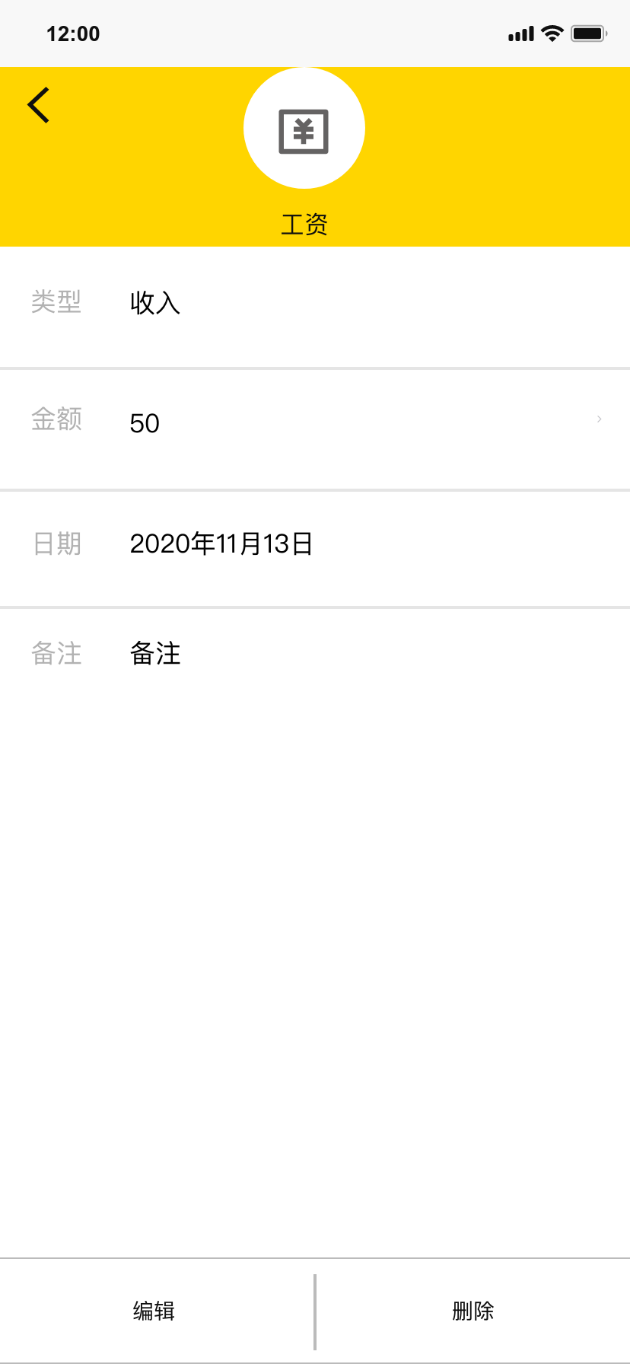 12:00
工资
类型 收入
金额 50
日期 2020年11月13日
备注 备注
编辑 删除